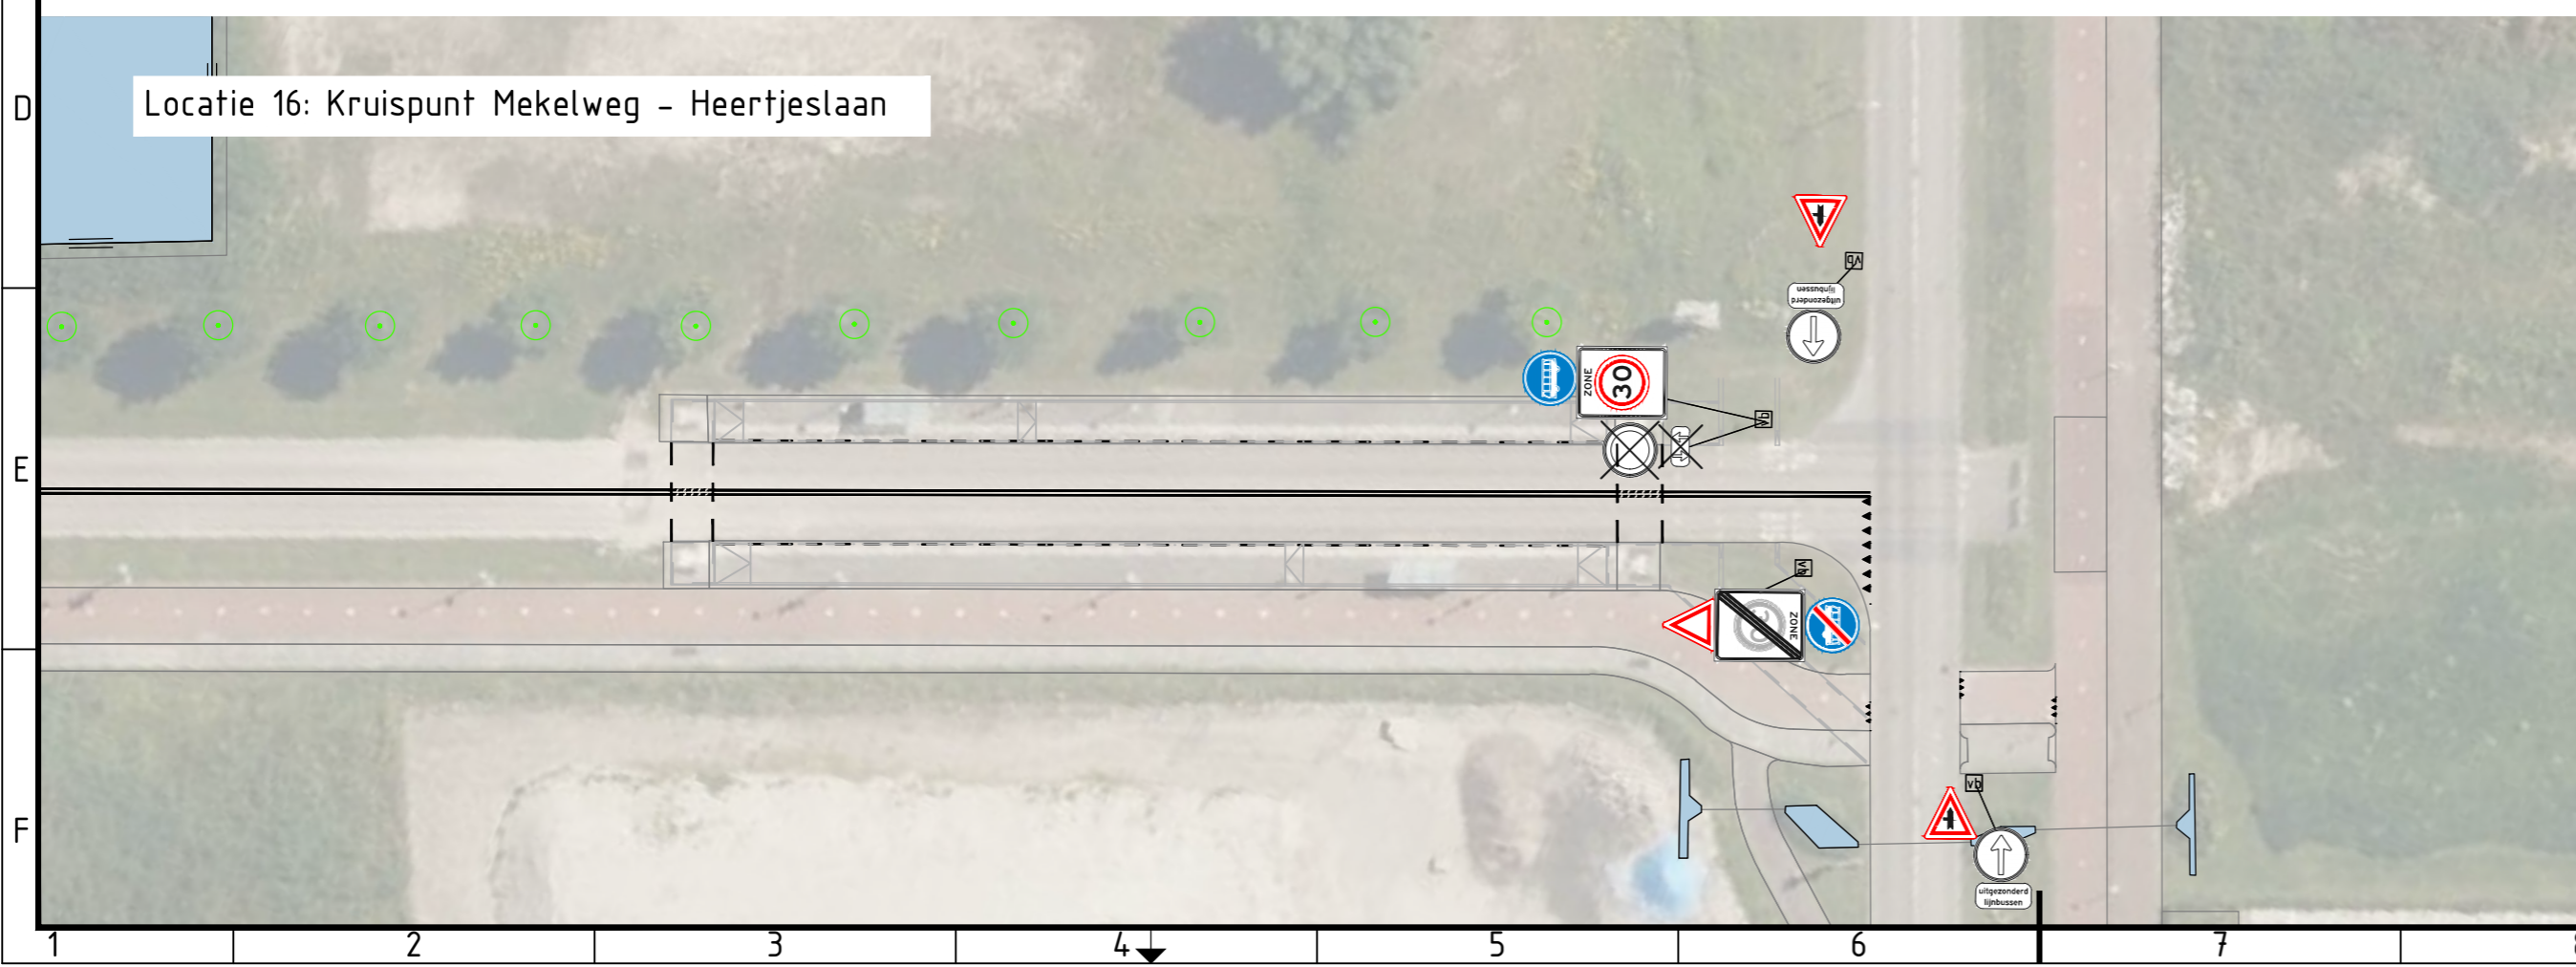 D
Locatie 16: Kruispunt Mekelweg - Heertjeslaan
vb
uitgezonderd
lijnbussen
ZONE
30
vb
E
vb
ZONE
30
F
vb
uitgezonderd
lijnbussen
1
2
3
4
5
6
7